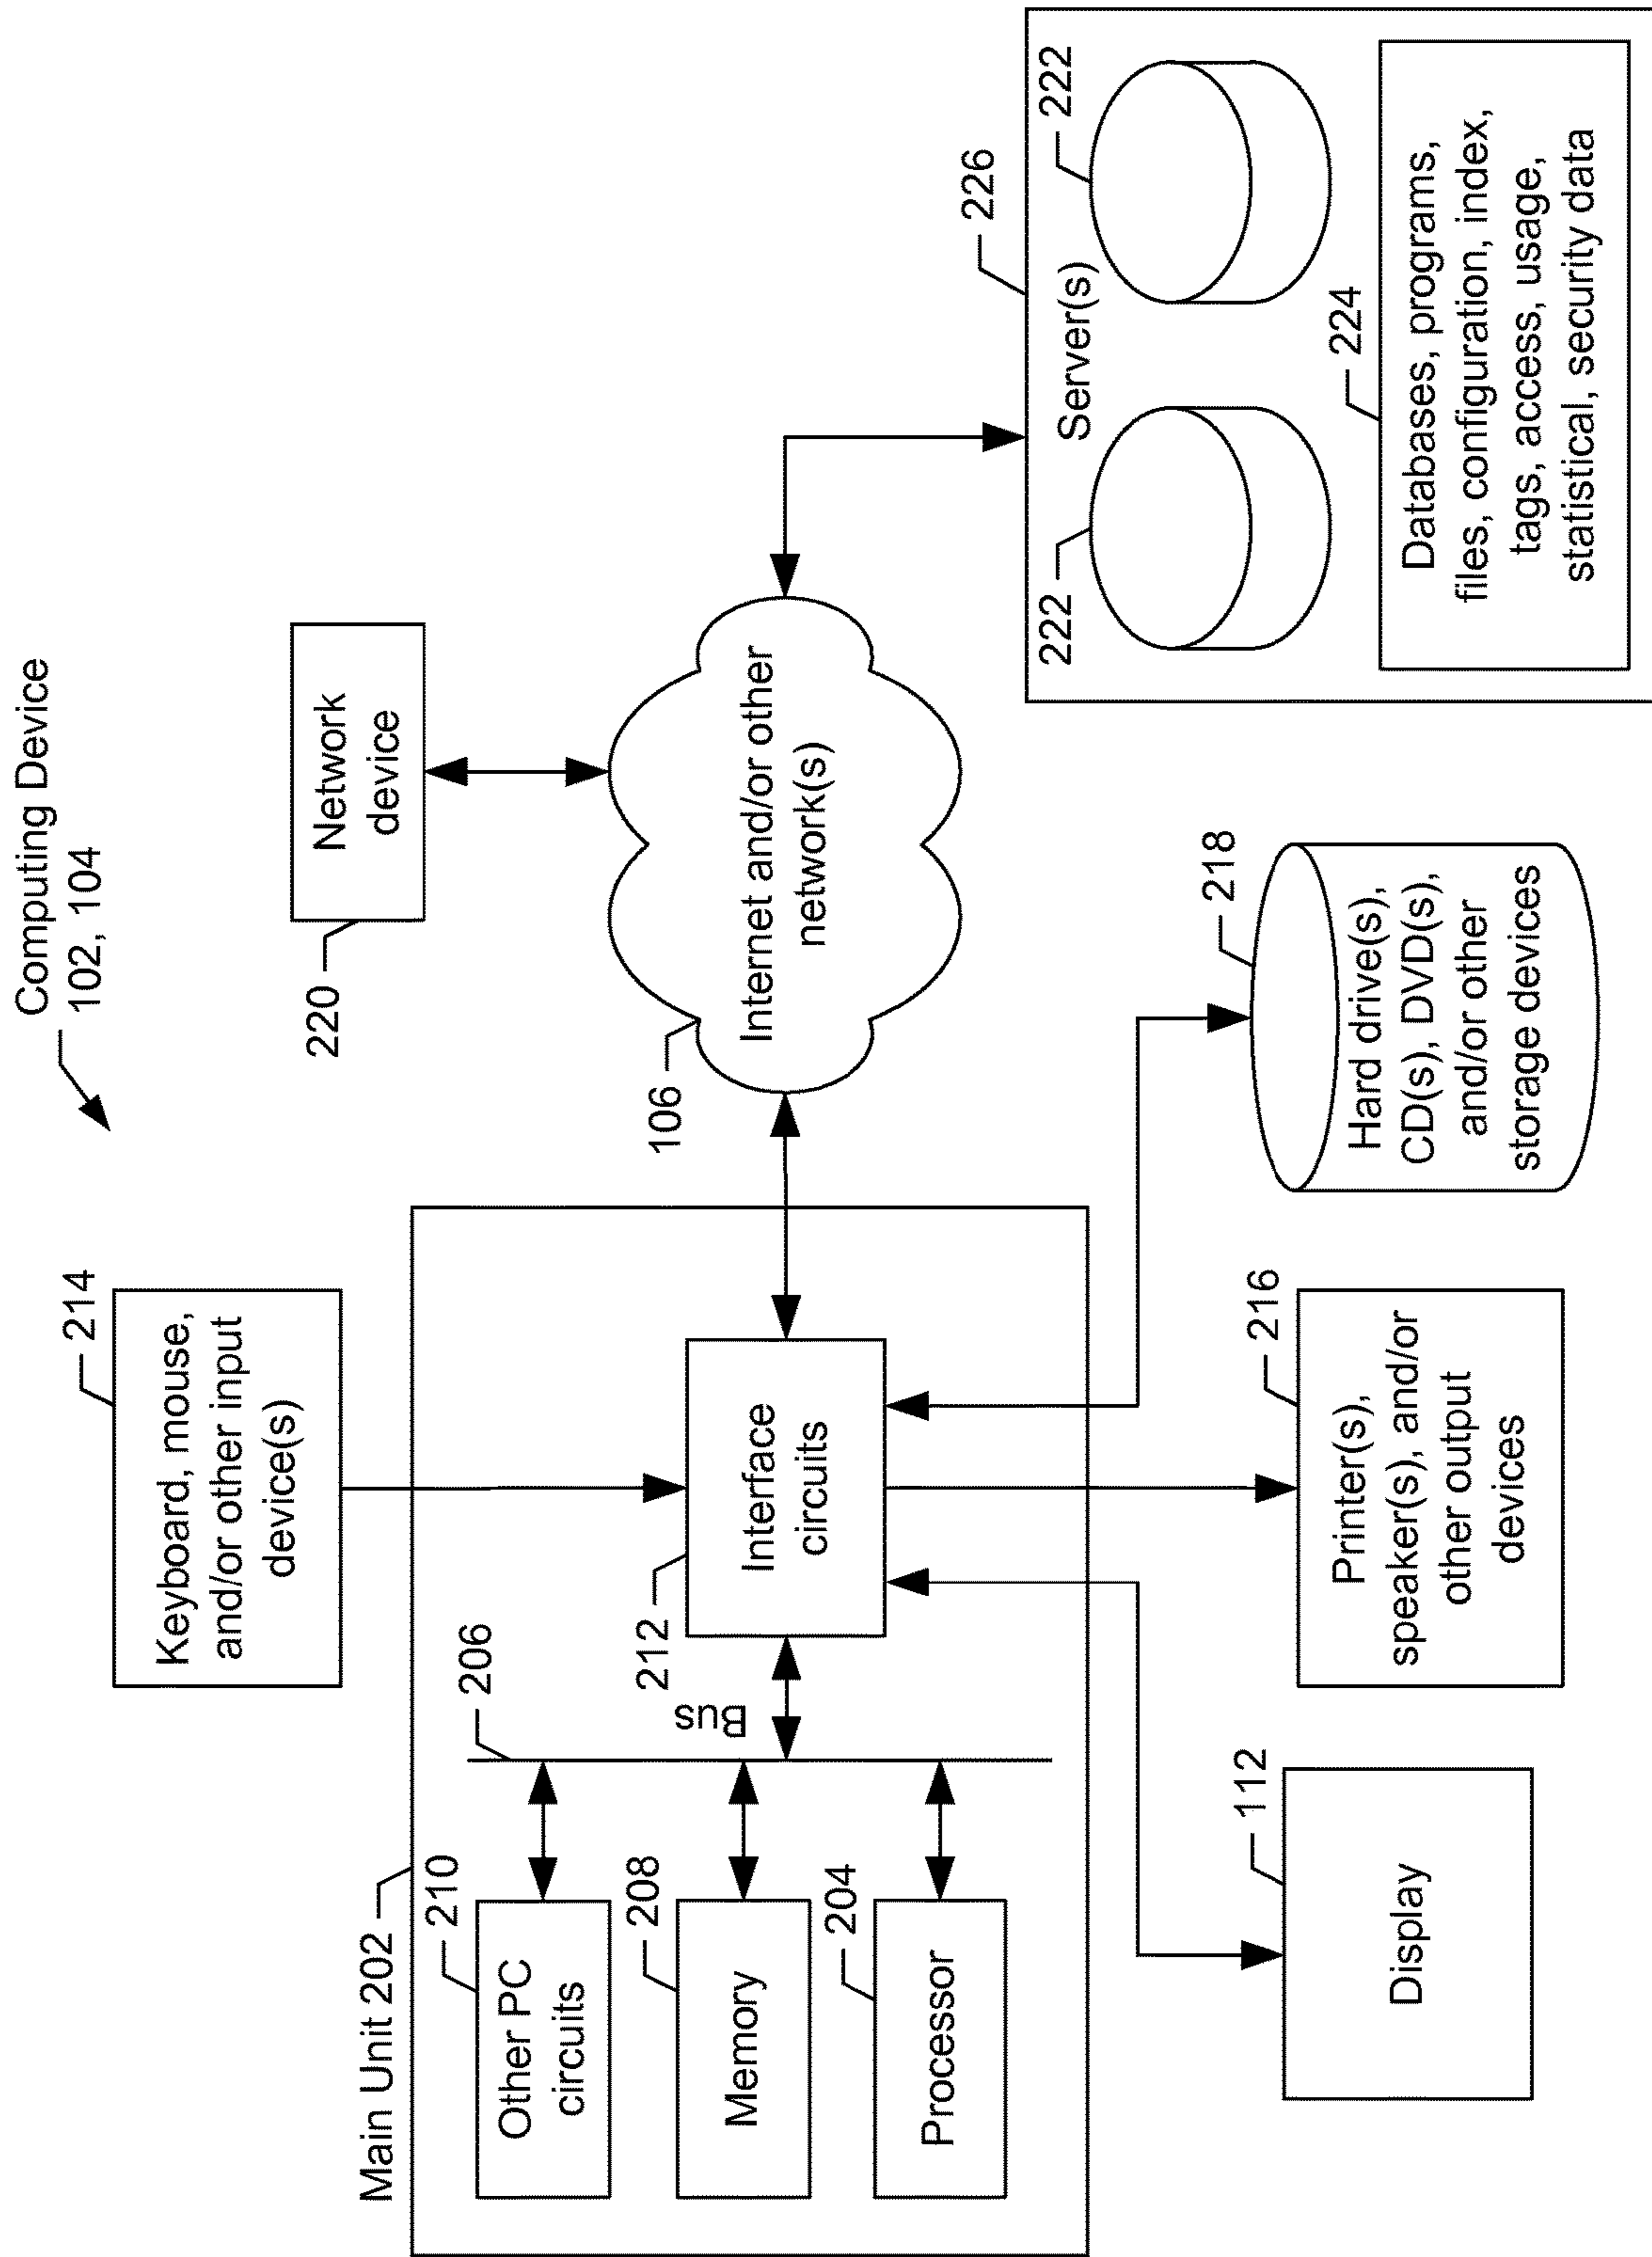 Computing Device
102, 104
214
Keyboard, mouse,
and/or other input
device(s)
220
Network
device
Main Unit 202
210
Other PC
circuits
208
Memory
204
Processor
206
Bus
212
Interface
circuits
106
Internet and/or other
network(s)
226
Server(s)
222
222
224
Databases, programs,
files, configuration, index,
tags, access, usage,
statistical, security data
112
Display
216
Printer(s),
speaker(s), and/or
other output
devices
218
Hard drive(s),
CD(s), DVD(s),
and/or other
storage devices